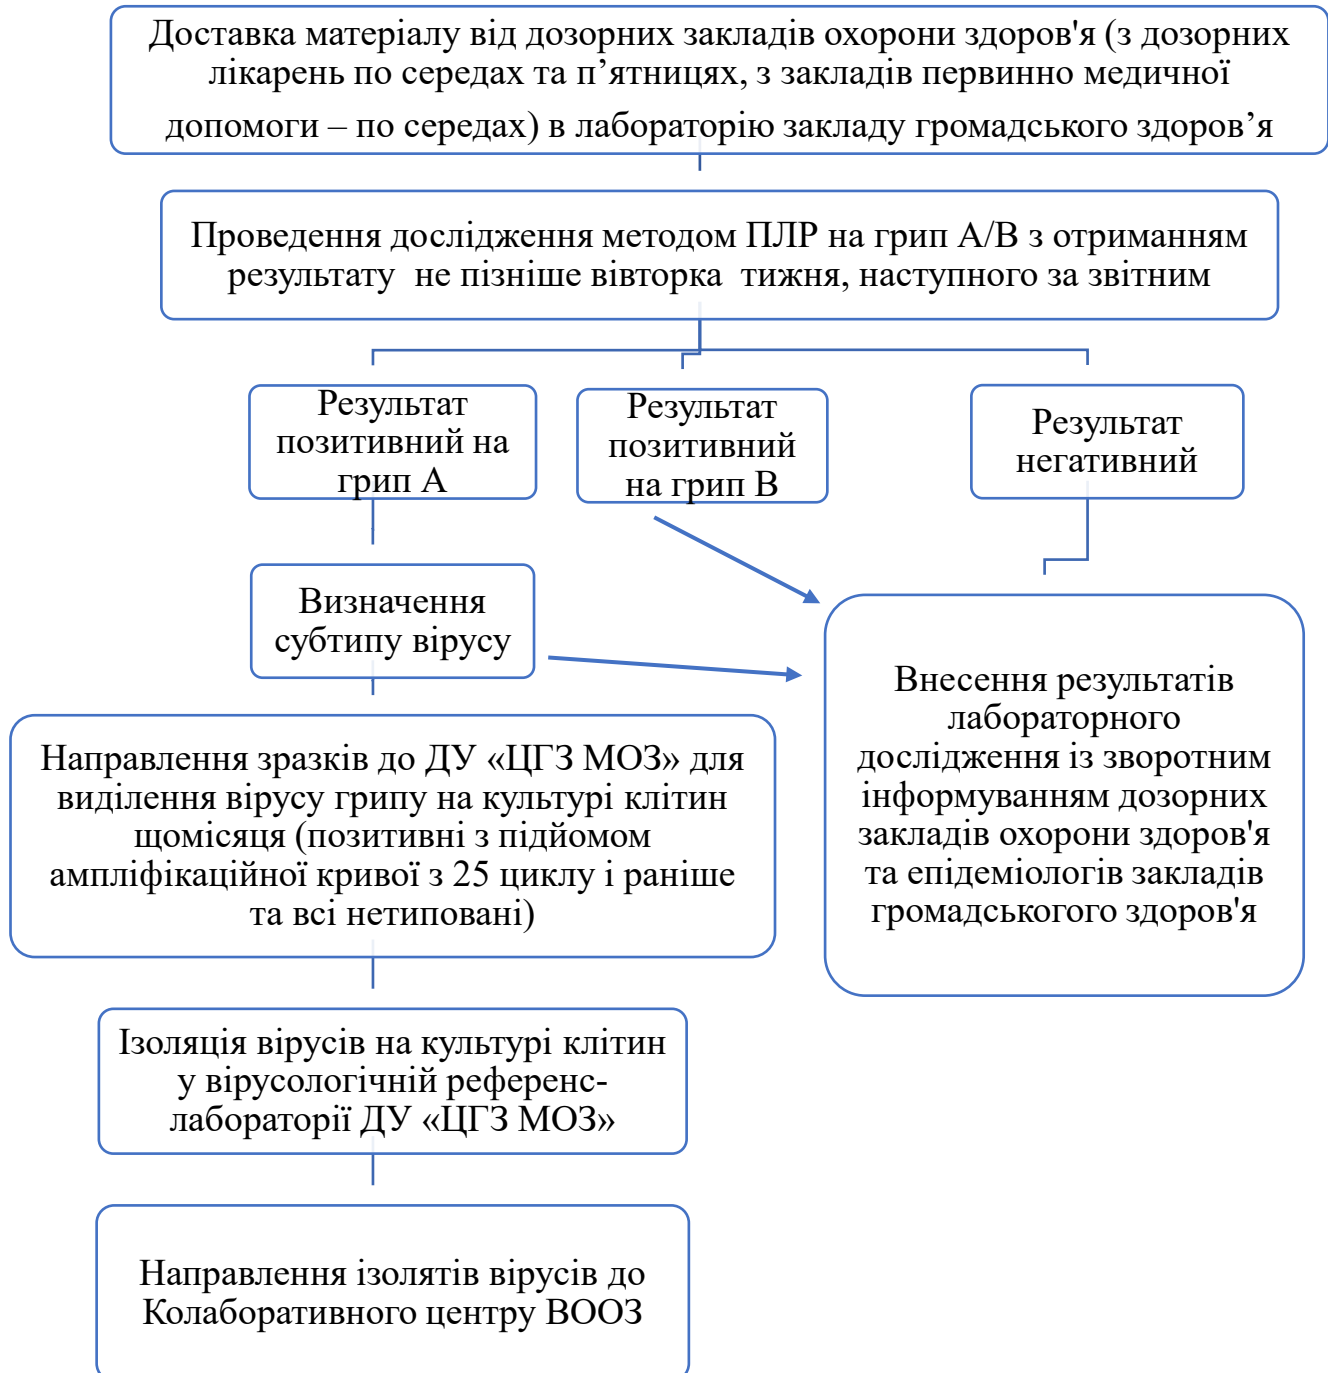 Доставка матеріалу від дозорних закладів охорони здоров'я (з дозорних
лікарень по середах та п’ятницях, з закладів первинно медичної
допомоги – по середах) в лабораторію закладу громадського здоров’я
Проведення дослідження методом ПЛР на грип А/В з отриманням
результату не пізніше вівторка тижня, наступного за звітним
Результат
позитивний на
грип А
Результат
позитивний
на грип В
Результат
негативний
Визначення
субтипу вірусу
Направлення зразків до ДУ «ЦГЗ МОЗ» для
виділення вірусу грипу на культурі клітин
щомісяця (позитивні з підйомом
ампліфікаційної кривої з 25 циклу і раніше
та всі нетиповані)
Внесення результатів
лабораторного
дослідження із зворотним
інформуванням дозорних
закладів охорони здоров'я
та епідеміологів закладів
громадськогого здоров'я
Ізоляція вірусів на культурі клітин
у вірусологічній референс-
лабораторії ДУ «ЦГЗ МОЗ»
Направлення ізолятів вірусів до
Колаборативного центру ВООЗ